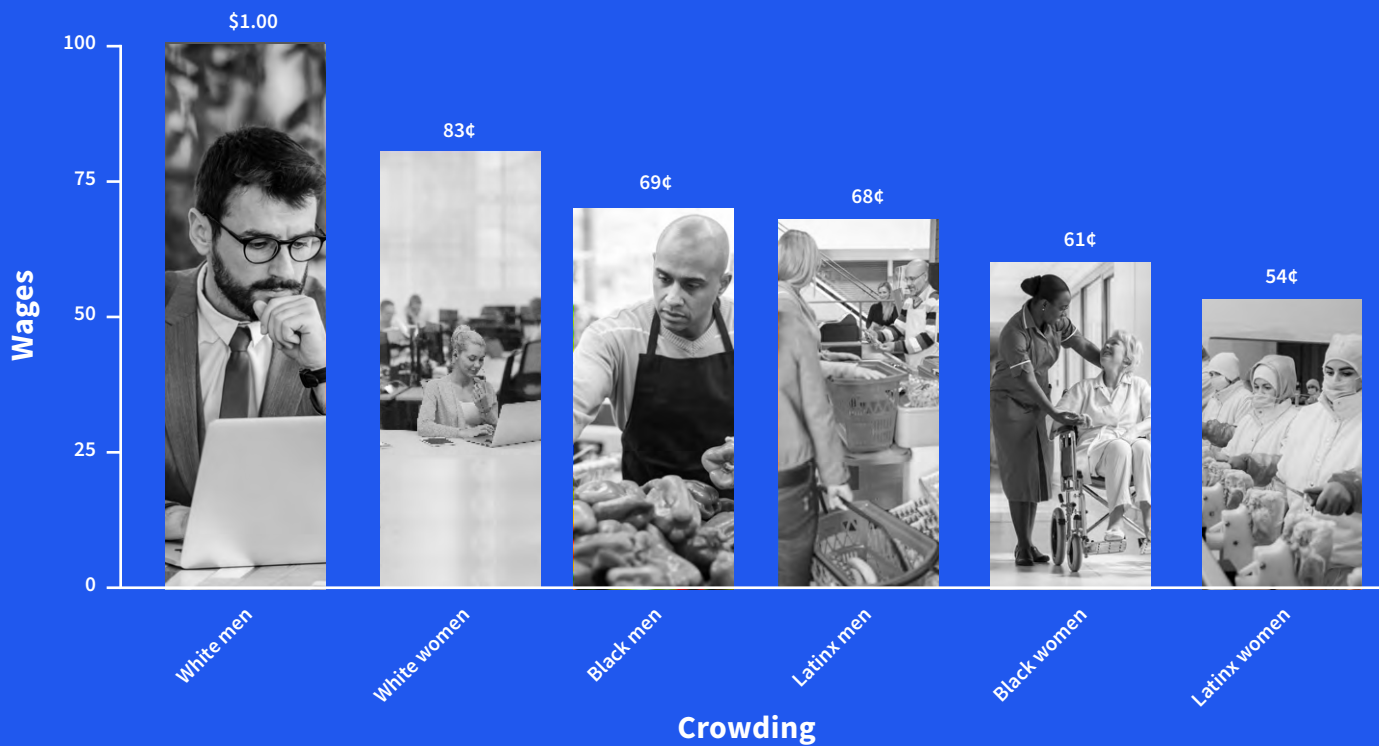 $1.00
100
83¢
75
69¢
68¢
61¢
54¢
50
25
0
Wages
White men
White women
Black men
Latinx men
Black women
Latinx women
Crowding